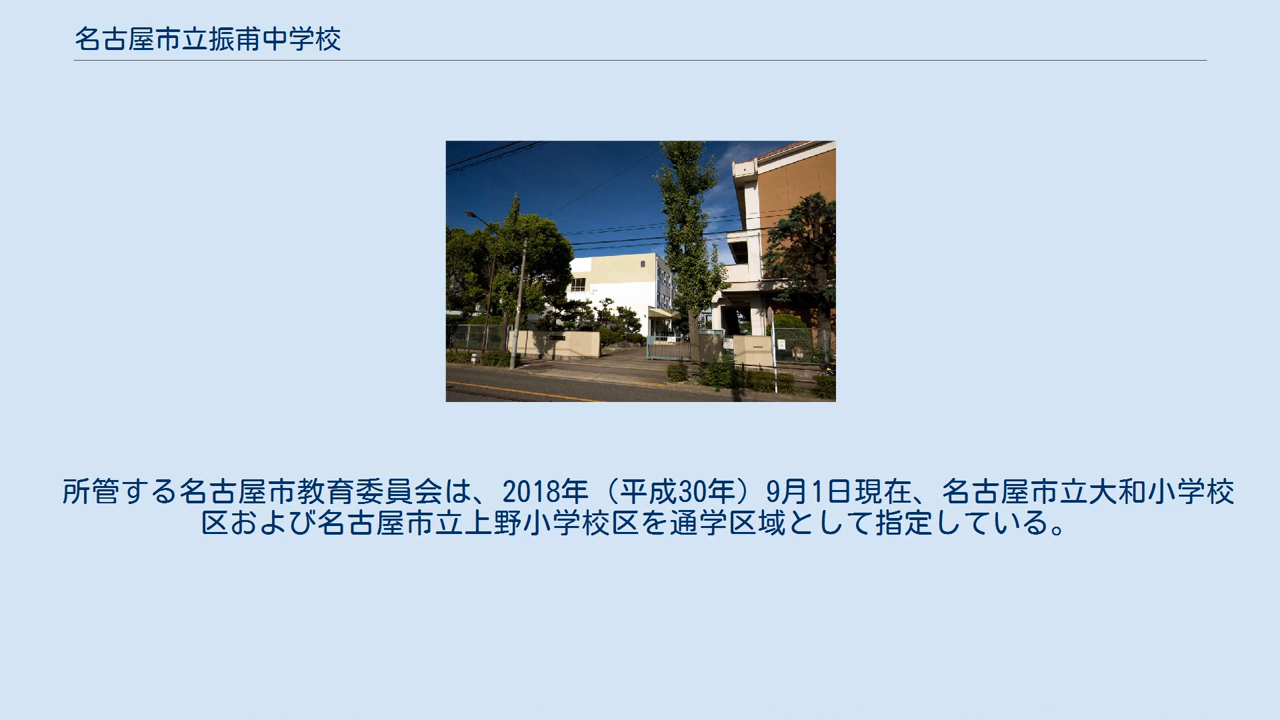 名古屋市立振甫中学校
所管する名古屋市教育委員会は、2018年（平成30年）9月1日現在、名古屋市立大和小学校
区および名古屋市立上野小学校区を通学区域として指定している。